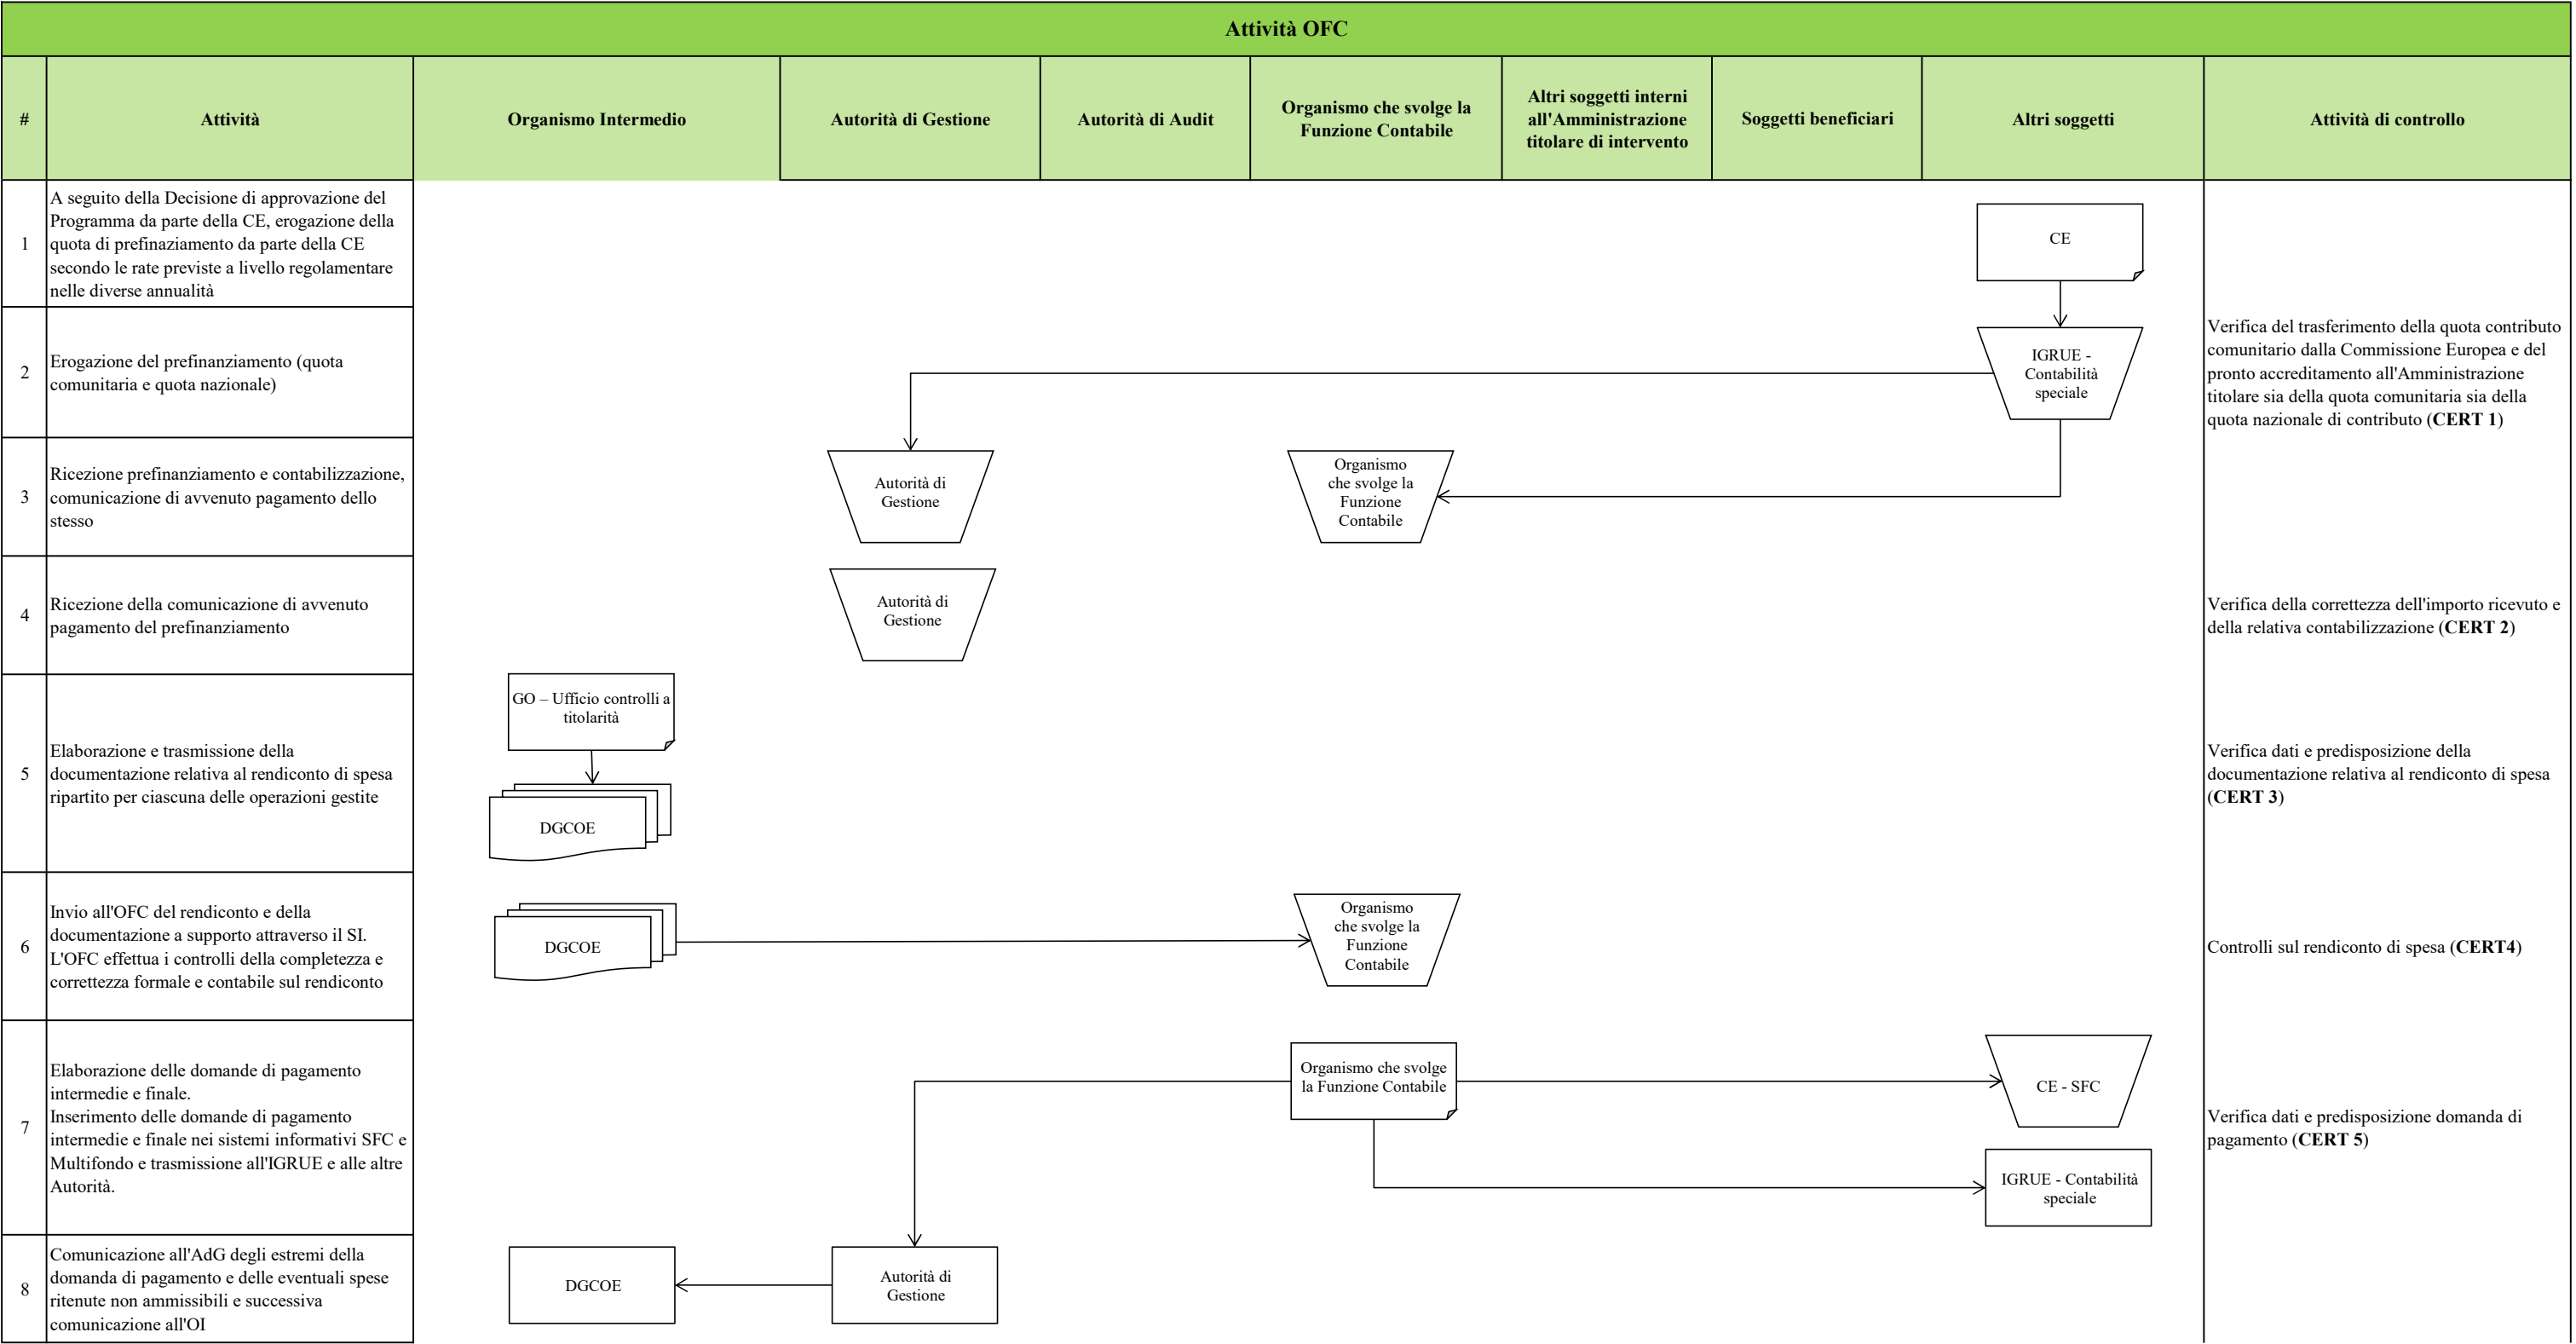 Attività OFC
#
Attività
Organismo Intermedio
Autorità di Gestione
Autorità di Audit
Organismo che svolge la
Funzione Contabile
Altri soggetti interni
all'Amministrazione
titolare di intervento
Soggetti beneficiari
Altri soggetti
Attività di controllo
1
A seguito della Decisione di approvazione del
Programma da parte della CE, erogazione della
quota di prefinaziamento da parte della CE
secondo le rate previste a livello regolamentare
nelle diverse annualità
CE
2
Erogazione del prefinanziamento (quota
comunitaria e quota nazionale)
IGRUE -
Contabilità
speciale
Verifica del trasferimento della quota contributo
comunitario dalla Commissione Europea e del
pronto accreditamento all'Amministrazione
titolare sia della quota comunitaria sia della
quota nazionale di contributo (CERT 1)
3
Ricezione prefinanziamento e contabilizzazione,
comunicazione di avvenuto pagamento dello
stesso
Autorità di
Gestione
Organismo
che svolge la
Funzione
Contabile
4
Ricezione della comunicazione di avvenuto
pagamento del prefinanziamento
Autorità di
Gestione
Verifica della correttezza dell'importo ricevuto e
della relativa contabilizzazione (CERT 2)
5
Elaborazione e trasmissione della
documentazione relativa al rendiconto di spesa
ripartito per ciascuna delle operazioni gestite
GO – Ufficio controlli a
titolarità
DGCOE
Verifica dati e predisposizione della
documentazione relativa al rendiconto di spesa
(CERT 3)
6
Invio all'OFC del rendiconto e della
documentazione a supporto attraverso il SI.
L'OFC effettua i controlli della completezza e
correttezza formale e contabile sul rendiconto
DGCOE
Organismo
che svolge la
Funzione
Contabile
Controlli sul rendiconto di spesa (CERT4)
7
Elaborazione delle domande di pagamento
intermedie e finale.
Inserimento delle domande di pagamento
intermedie e finale nei sistemi informativi SFC e
Multifondo e trasmissione all'IGRUE e alle altre
Autorità.
Organismo che svolge
la Funzione Contabile
CE - SFC
IGRUE - Contabilità
speciale
Verifica dati e predisposizione domanda di
pagamento (CERT 5)
8
Comunicazione all'AdG degli estremi della
domanda di pagamento e delle eventuali spese
ritenute non ammissibili e successiva
comunicazione all'OI
DGCOE
Autorità di
Gestione